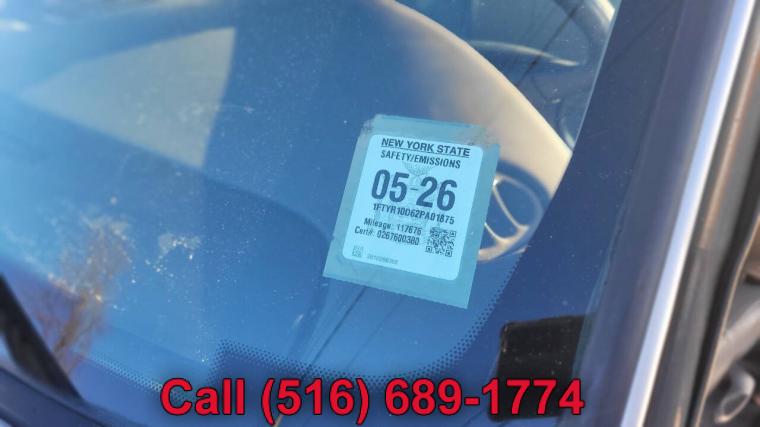 NEW YORK STATE
SAFETY/EMISSIONS
05-26
1FTYR10D62PA01875
Mileage: 117676
Cert#: 0267600380
Call (516) 689-1774